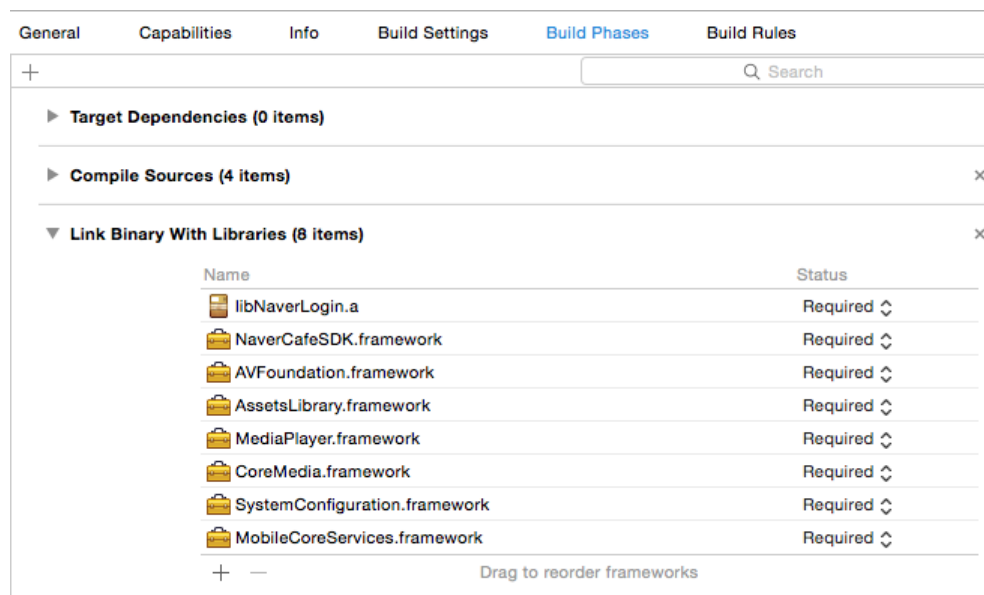 General Capabilities Info Build Settings Build Phases Build Rules
Search
Target Dependencies (0 items)
Compile Sources (4 items)
Link Binary With Libraries (8 items)
Name Status
libNaverLogin.a Required
NaverCafeSDK.framework Required
AVFoundation.framework Required
AssetsLibrary.framework Required
MediaPlayer.framework Required
CoreMedia.framework Required
SystemConfiguration.framework Required
MobileCoreServices.framework Required
Drag to reorder frameworks